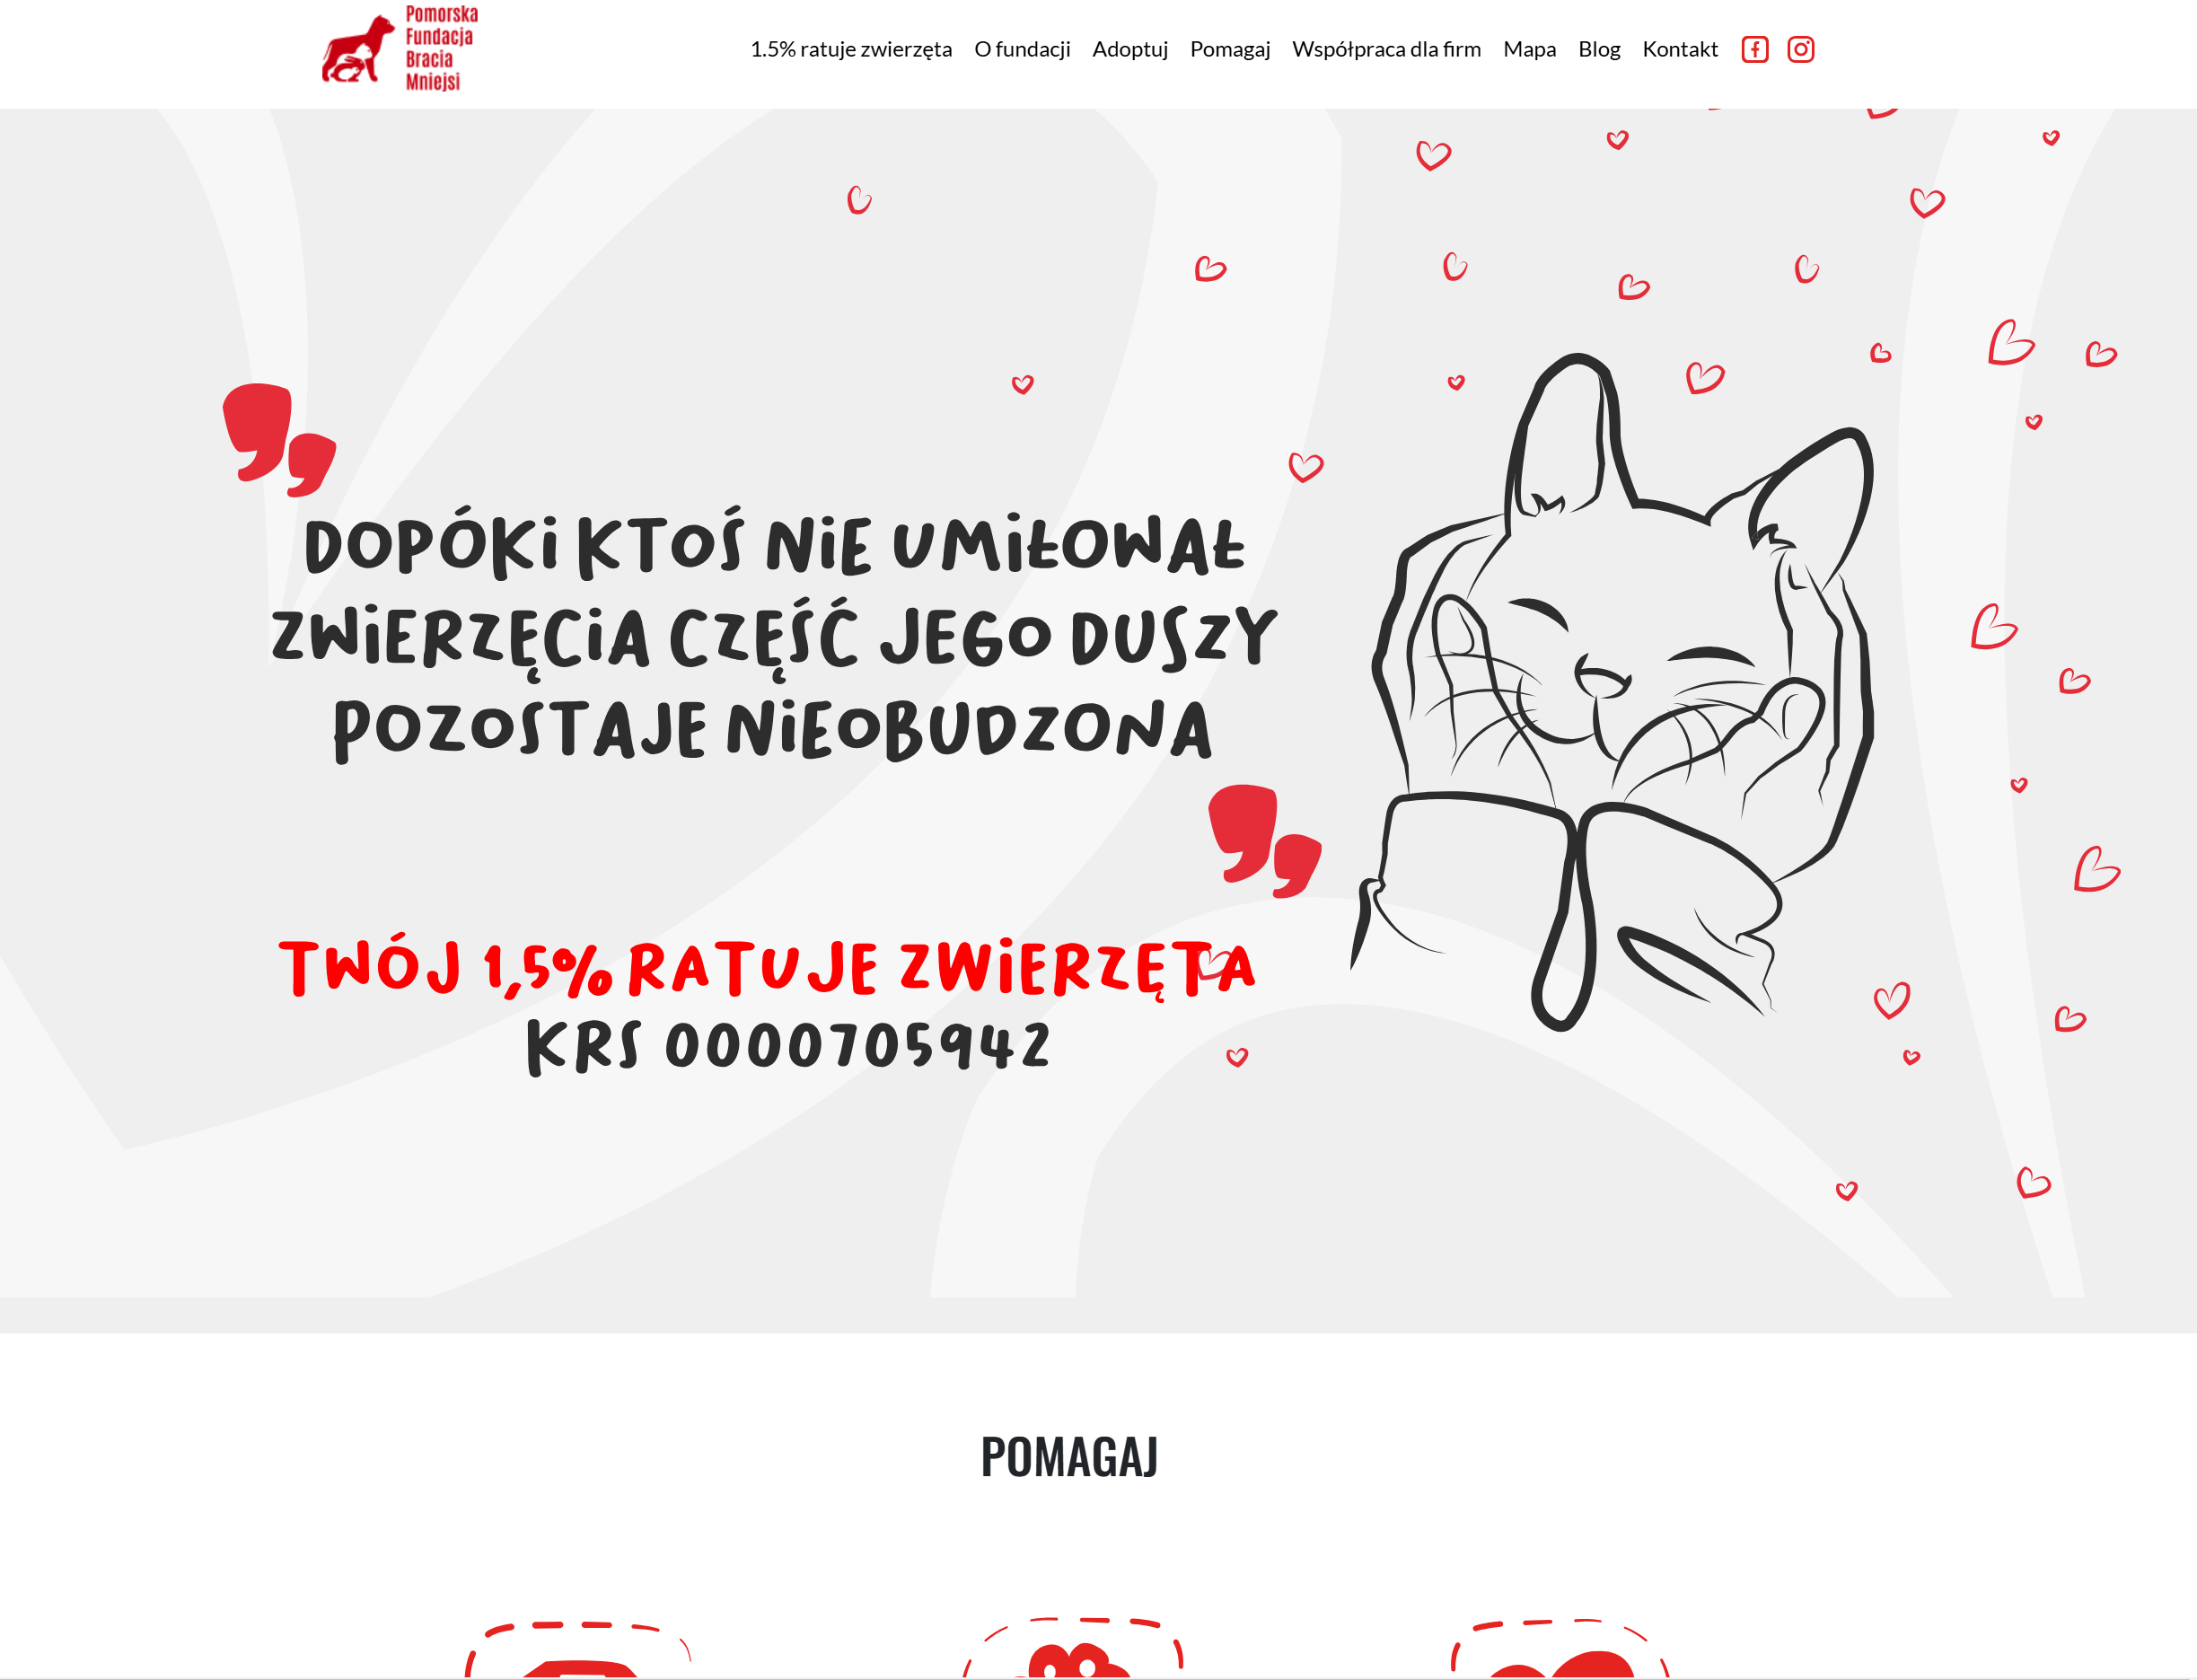 Pomorska
Fundacja
Bracia
Mniejsi
1.5% ratuje zwierzęta O fundacji Adoptuj Pomagaj Współpraca dla firm Mapa Blog Kontakt
DOPÓKi KTOŚ NiE UMiŁOWAŁ
ZWiERZĘCiA CZĘŚĆ JEGO DUSZY
POZOSTAJE NiEOBUDZONA
TWÓJ 1,5% RATUJE ZWiERZĘTA
KRS 0000705942
POMAGAJ